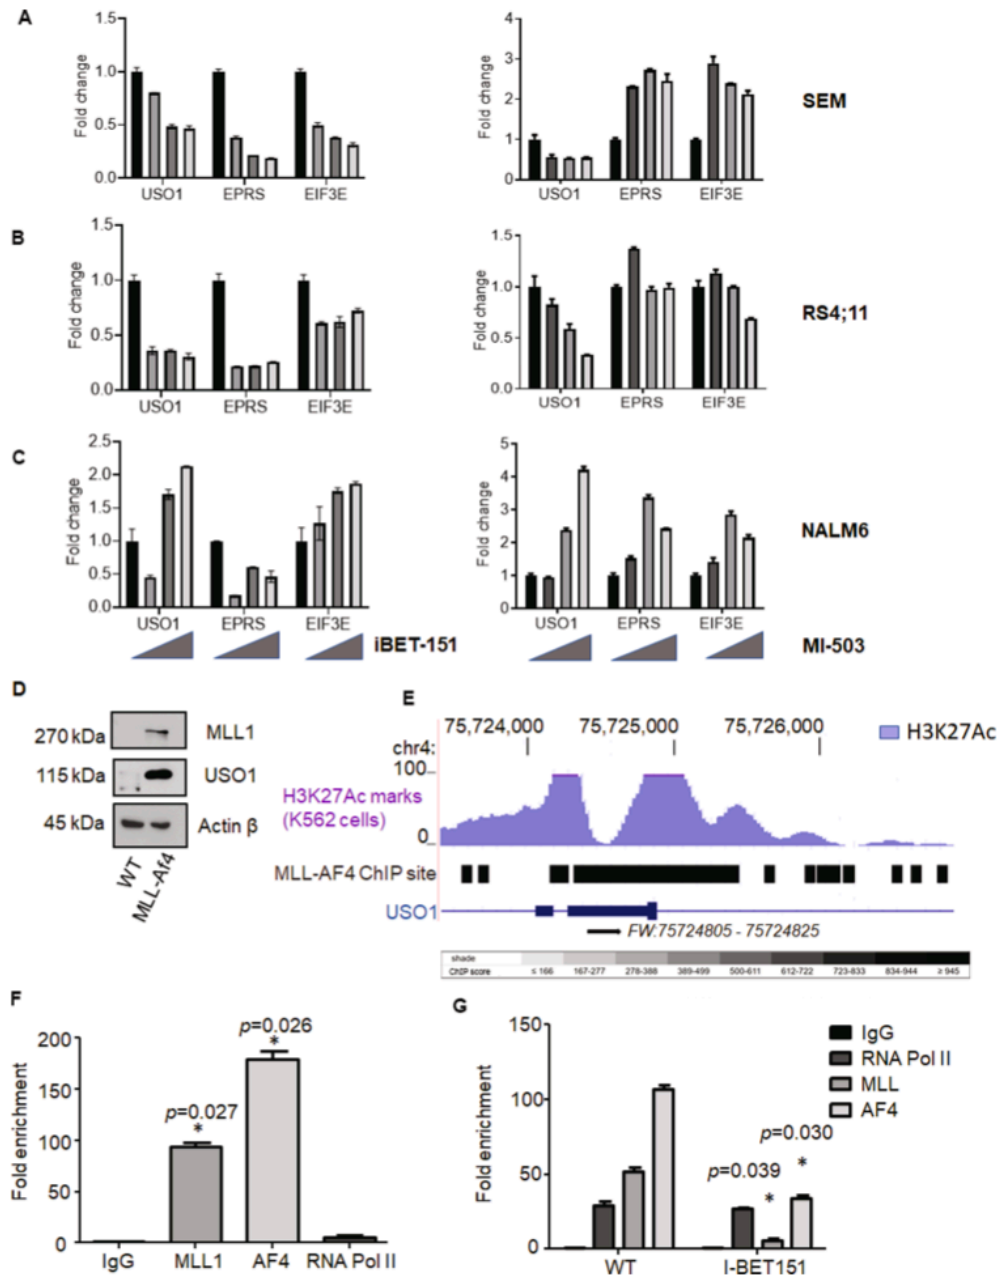 A
Fold change
1.5
1.0
0.5
0.0
USO1 EPRS EIF3E
Fold change
4
3
2
1
0
USO1 EPRS EIF3E
SEM
B
Fold change
1.5
1.0
0.5
0.0
USO1 EPRS EIF3E
Fold change
1.5
1.0
0.5
0.0
USO1 EPRS EIF3E
RS4;11
C
Fold change
2.5
2.0
1.5
1.0
0.5
0.0
USO1 EPRS EIF3E
iBET-151
Fold change
5
4
3
2
1
0
USO1 EPRS EIF3E
NALM6
MI-503
D
270 kDa MLL1
115 kDa USO1
45 kDa Actin β
WT
MLL-Af4
E
75,724,000 75,725,000 75,726,000
chr4:
H3K27Ac
100
H3K27Ac marks
(K562 cells)
0
MLL-AF4 ChIP site
USO1
FW:75724805 - 75724825
shade
ChIP score ≤ 166 167-277 278-388 389-499 500-611 612-722 723-833 834-944 ≥ 945
F
Fold enrichment
200
150
100
50
0
p=0.027
*
p=0.026
*
IgG MLL1 AF4 RNA Pol II
G
Fold enrichment
150
100
50
0
IgG
RNA Pol II
MLL
AF4
p=0.030
*
p=0.039
*
WT I-BET151